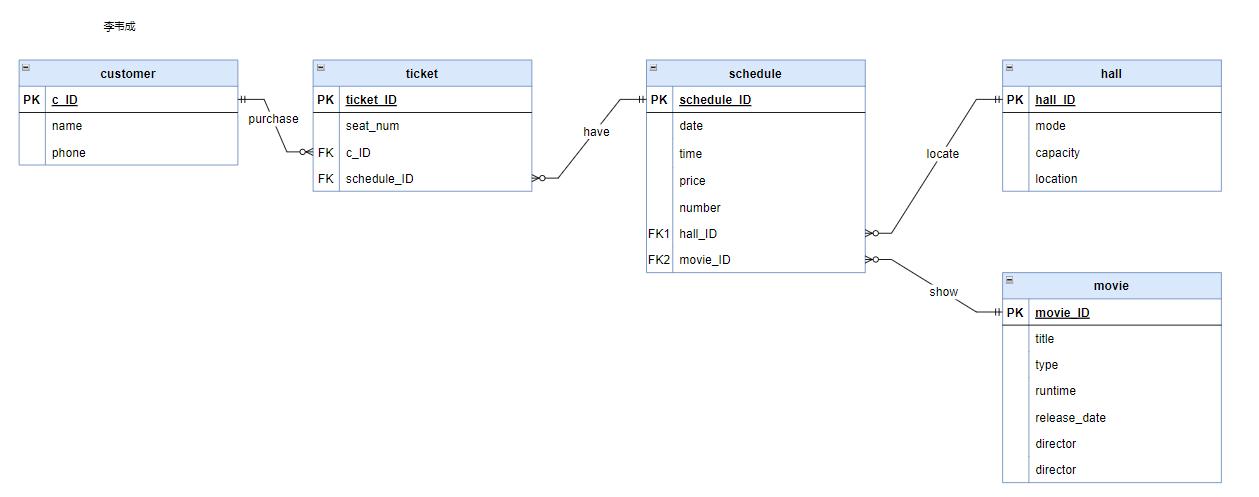 李韦成
customer
PK c_ID
name
phone
purchase
ticket
PK ticket_ID
seat_num
FK c_ID
FK schedule_ID
have
schedule
PK schedule_ID
date
time
price
number
FK1 hall_ID
FK2 movie_ID
locate
show
hall
PK hall_ID
mode
capacity
location
movie
PK movie_ID
title
type
runtime
release_date
director
director